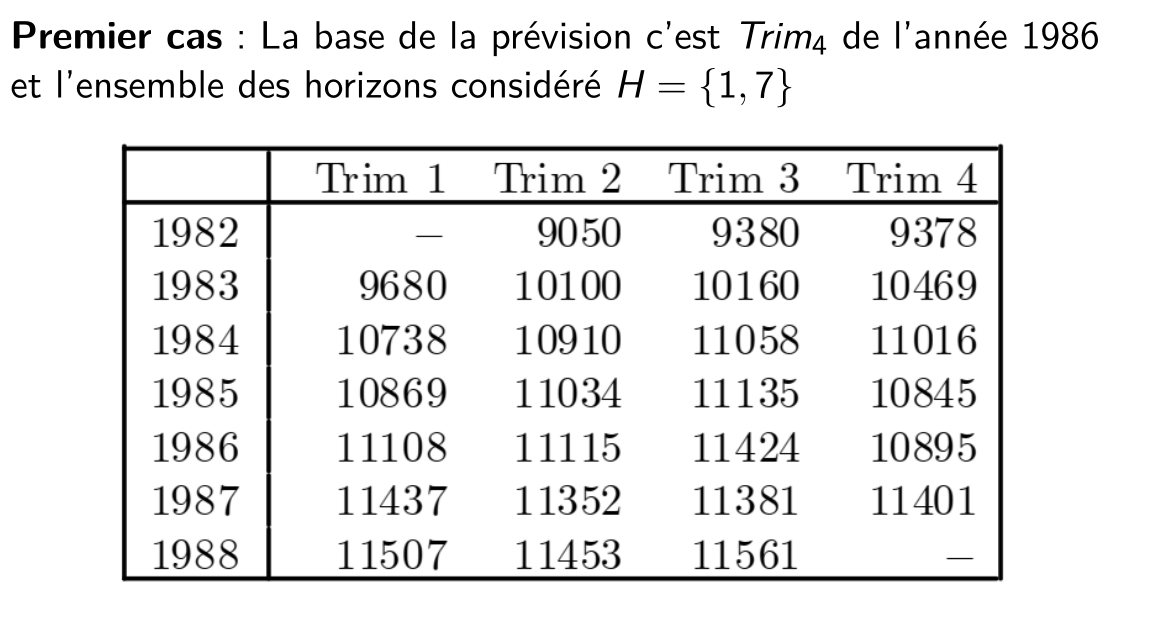 Premier cas : La base de la prévision c'est Trim₄ de l'année 1986
et l'ensemble des horizons considéré H = {1, 7}
Trim 1 Trim 2 Trim 3 Trim 4
1982 – 9050 9380 9378
1983 9680 10100 10160 10469
1984 10738 10910 11058 11016
1985 10869 11034 11135 10845
1986 11108 11115 11424 10895
1987 11437 11352 11381 11401
1988 11507 11453 11561 –